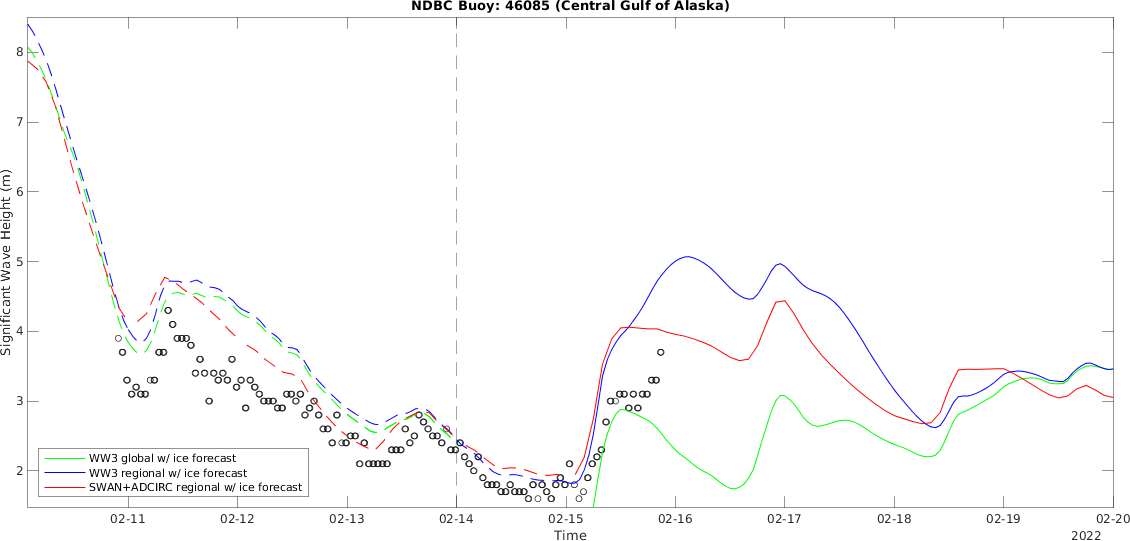 NDBC Buoy: 46085 (Central Gulf of Alaska)
Significant Wave Height (m)
8
7
6
5
4
3
2
WW3 global w/ ice forecast
WW3 regional w/ ice forecast
SWAN+ADCIRC regional w/ ice forecast
02-11 02-12 02-13 02-14 02-15 02-16 02-17 02-18 02-19 02-20
Time
2022